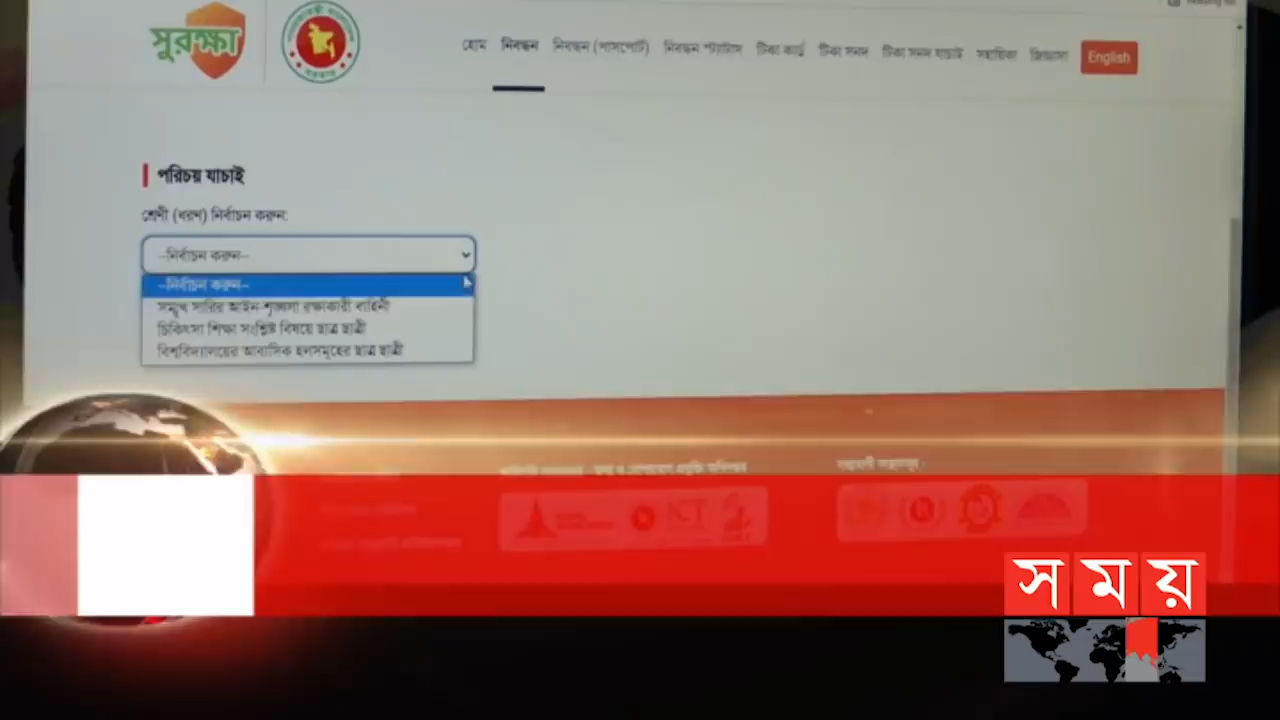 সুরক্ষা
হোম নিবন্ধন নিবন্ধন (পাসপোর্ট) নিবন্ধন স্ট্যাটাস টিকা কার্ড টিকা সনদ টিকা সনদ যাচাই সহায়িকা জিজ্ঞাসা English
পরিচয় যাচাই
শ্রেণী (ধরণ) নির্বাচন করুন:
--নির্বাচন করুন--
--নির্বাচন করুন--
সম্মুখ সারির আইন-শৃঙ্খলা রক্ষাকারী বাহিনী
চিকিৎসা শিক্ষা সংশ্লিষ্ট বিষয়ে ছাত্র ছাত্রী
বিশ্ববিদ্যালয়ের আবাসিক হলসমূহের ছাত্র ছাত্রী
ICT
সময়